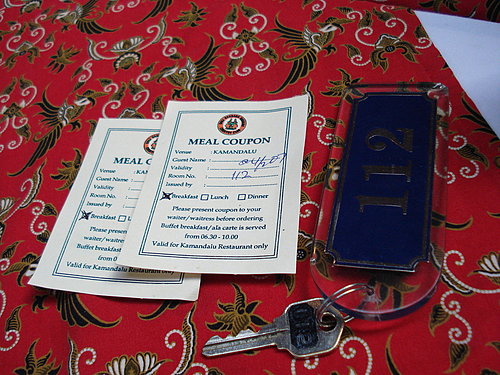 MEAL COUPON
Venue : KAMANDALU
Guest Name :
Validity :
Room No. : 112
Issued by :
Breakfast Lunch Dinner
Please present coupon to your
waiter/waitress before ordering
Buffet breakfast/ala carte is served
from 06.30 - 10.00
Valid for Kamandalu Restaurant only
MEAL
Venue : KA
Guest Name :
Validity :
Room No. :
Issued by
Breakfast
Please present
waiter/waitre
Buffet breakfast
from 0
Valid for Kamandalu Restaurant only
112